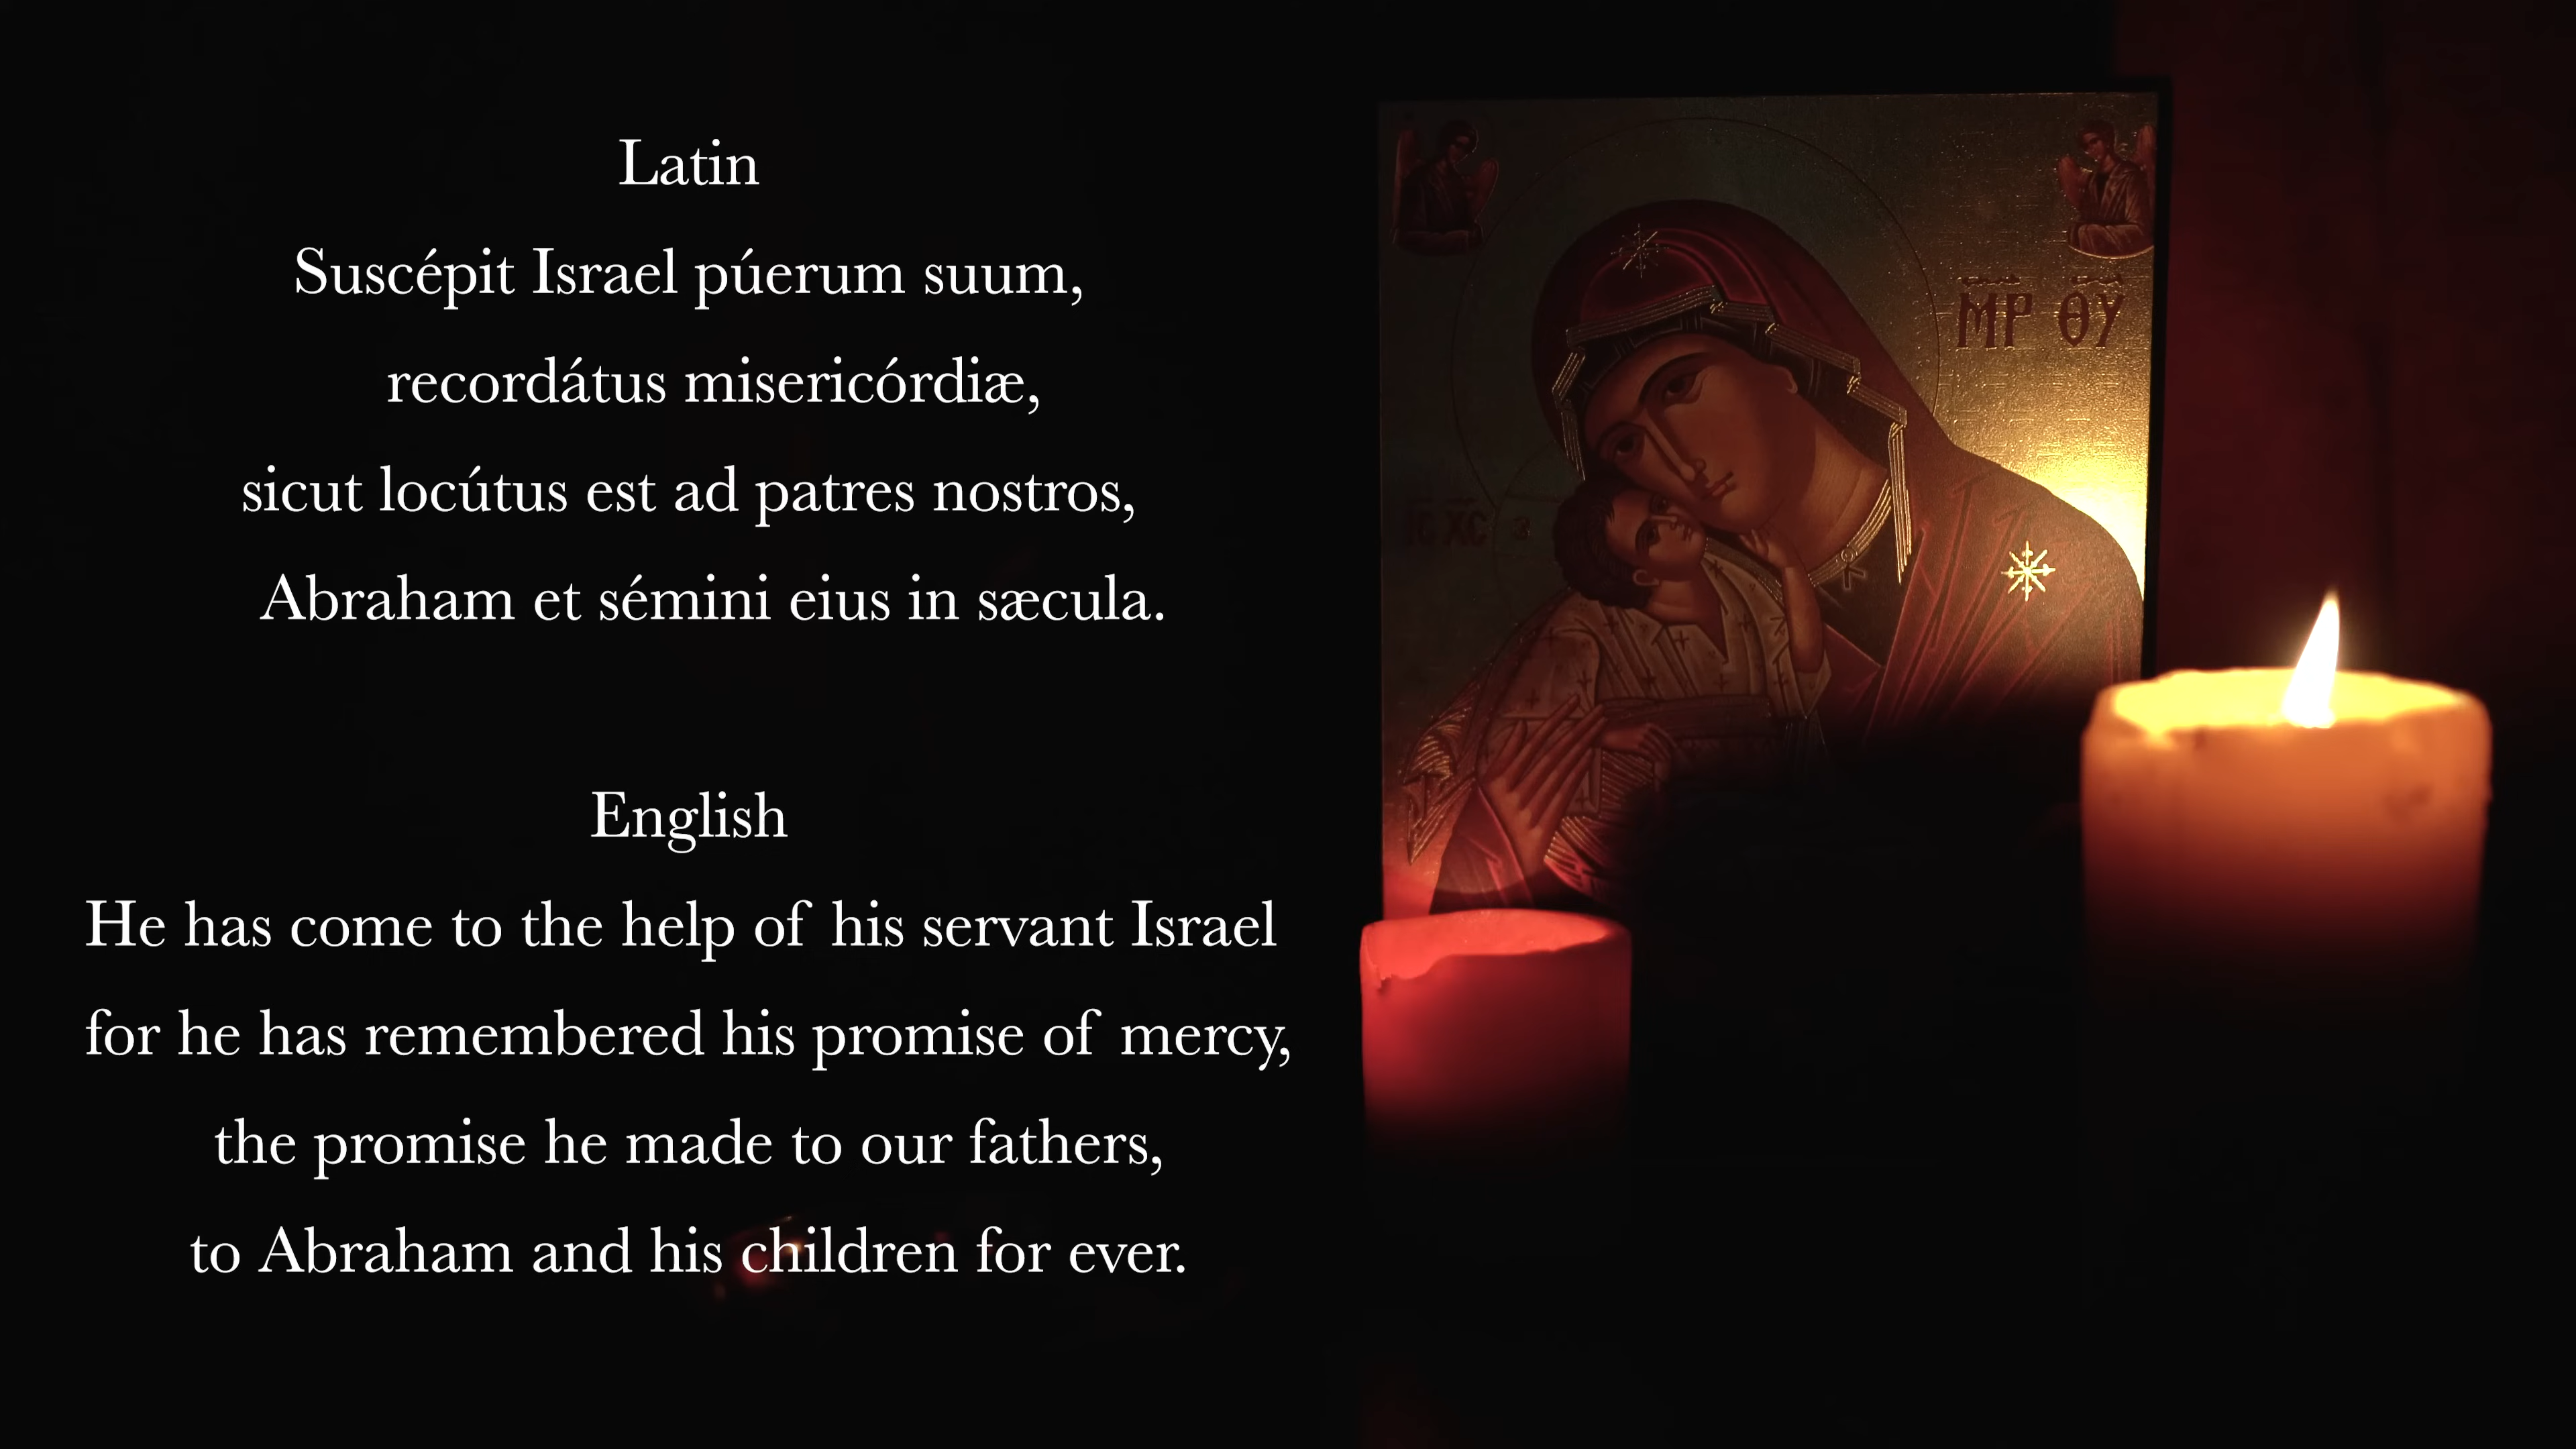 Latin
Suscépit Israel púerum suum,
recordátus misericórdiæ,
sicut locútus est ad patres nostros,
Abraham et sémini eius in sæcula.
English
He has come to the help of his servant Israel
for he has remembered his promise of mercy,
the promise he made to our fathers,
to Abraham and his children for ever.
ΜΡ ΘΥ
IC XC